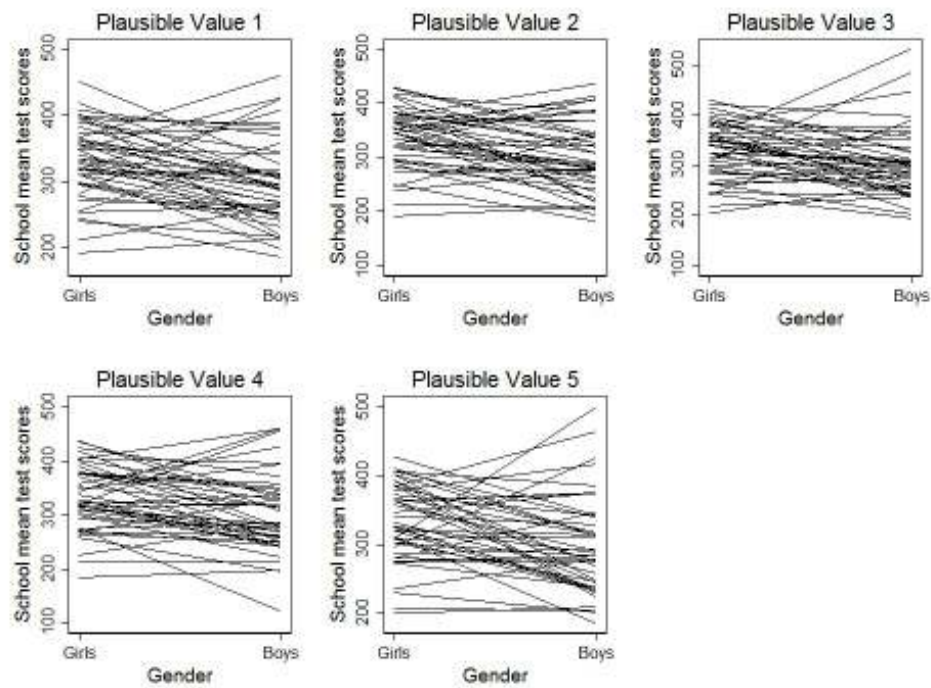 Plausible Value 1
School mean test scores
500
400
300
200
Girls
Boys
Gender
Plausible Value 2
School mean test scores
500
400
300
200
100
Girls
Boys
Gender
Plausible Value 3
School mean test scores
500
400
300
200
100
Girls
Boys
Gender
Plausible Value 4
School mean test scores
500
400
300
200
100
Girls
Boys
Gender
Plausible Value 5
School mean test scores
500
400
300
200
Girls
Boys
Gender